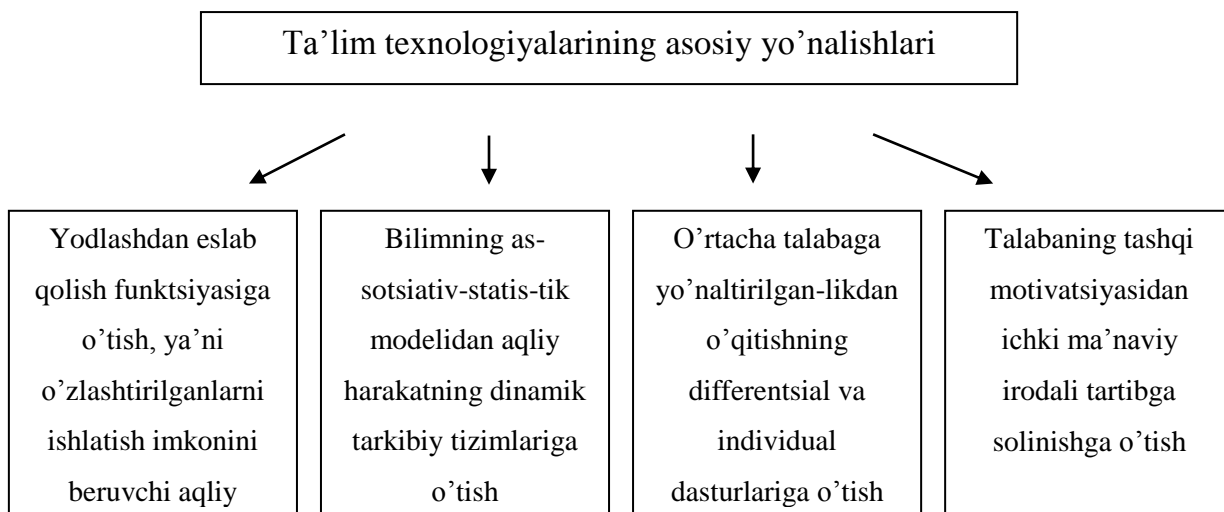 Ta’lim texnologiyalarining asosiy yo’nalishlari
Yodlashdan eslab
qolish funktsiyasiga
o’tish, ya’ni
o’zlashtirilganlarni
ishlatish imkonini
beruvchi aqliy
Bilimning as-
sotsiativ-statis-tik
modelidan aqliy
harakatning dinamik
tarkibiy tizimlariga
o’tish
O’rtacha talabaga
yo’naltirilgan-likdan
o’qitishning
differentsial va
individual
dasturlariga o’tish
Talabaning tashqi
motivatsiyasidan
ichki ma’naviy
irodali tartibga
solinishga o’tish